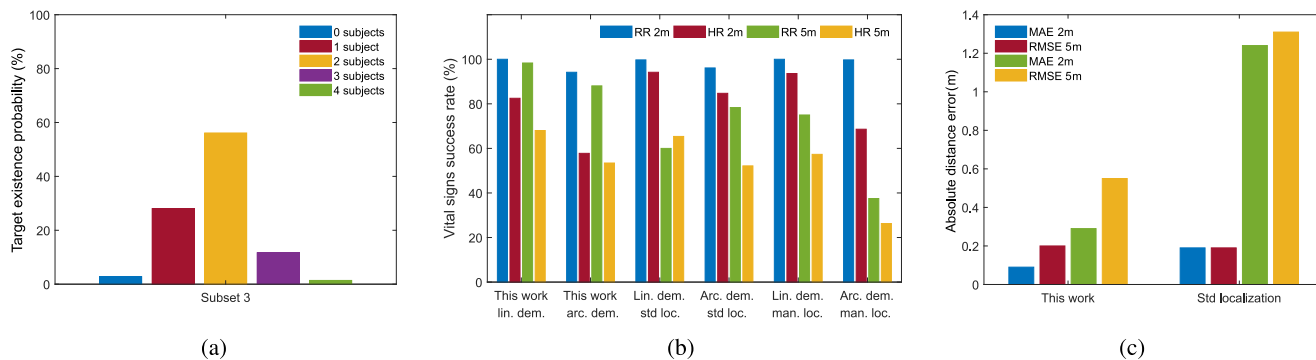 Target existence probability (%)
100
80
60
40
20
0
0 subjects
1 subject
2 subjects
3 subjects
4 subjects
Subset 3
(a)
Vital signs success rate (%)
100
80
60
40
20
0
RR 2m HR 2m RR 5m HR 5m
This work This work Lin. dem. Arc. dem. Lin. dem. Arc. dem.
lin. dem. arc. dem. std loc. std loc. man. loc. man. loc.
(b)
Absolute distance error(m)
1.4
1.2
1
0.8
0.6
0.4
0.2
0
MAE 2m
RMSE 5m
MAE 2m
RMSE 5m
This work Std localization
(c)